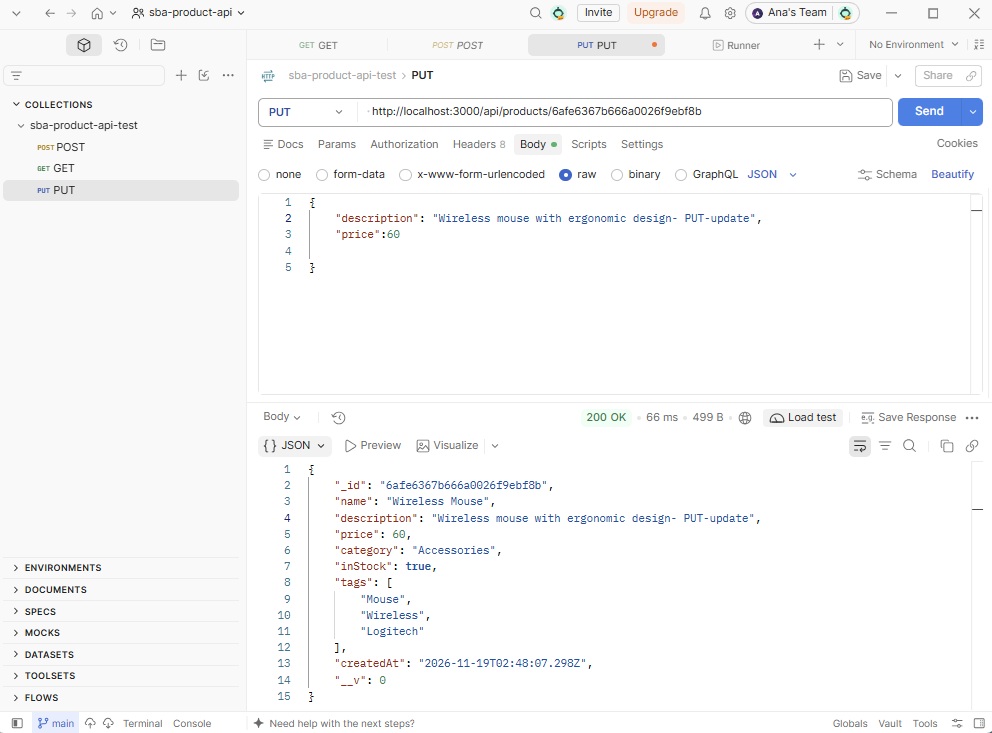 sba-product-api
Invite
Upgrade
A
Ana's Team
GET GET
POST POST
PUT PUT
Runner
No Environment
HTTP
sba-product-api-test > PUT
Save
Share
COLLECTIONS
sba-product-api-test
POST POST
GET GET
PUT PUT
PUT
http://localhost:3000/api/products/6afe6367b666a0026f9ebf8b
Send
Docs
Params
Authorization
Headers 8
Body
Scripts
Settings
Cookies
none
form-data
x-www-form-urlencoded
raw
binary
GraphQL
JSON
Schema
Beautify
1 {
2 "description": "Wireless mouse with ergonomic design- PUT-update",
3 "price":60
4
5 }
Body
200 OK
66 ms
499 B
Load test
e.g. Save Response
{ } JSON
Preview
Visualize
1 {
2 "_id": "6afe6367b666a0026f9ebf8b",
3 "name": "Wireless Mouse",
4 "description": "Wireless mouse with ergonomic design- PUT-update",
5 "price": 60,
6 "category": "Accessories",
7 "inStock": true,
8 "tags": [
9 "Mouse",
10 "Wireless",
11 "Logitech"
12 ],
13 "createdAt": "2026-11-19T02:48:07.298Z",
14 "__v": 0
15 }
ENVIRONMENTS
DOCUMENTS
SPECS
MOCKS
DATASETS
TOOLSETS
FLOWS
main
Terminal
Console
Need help with the next steps?
Globals
Vault
Tools